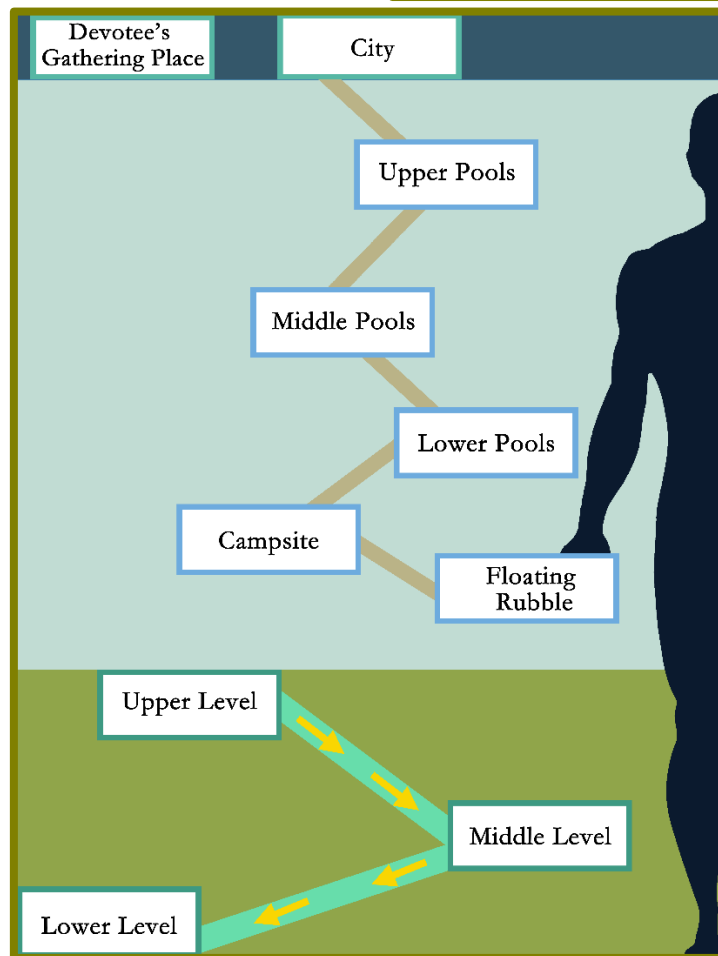 Devotee's
Gathering Place
City
Upper Pools
Middle Pools
Lower Pools
Campsite
Floating
Rubble
Upper Level
Middle Level
Lower Level